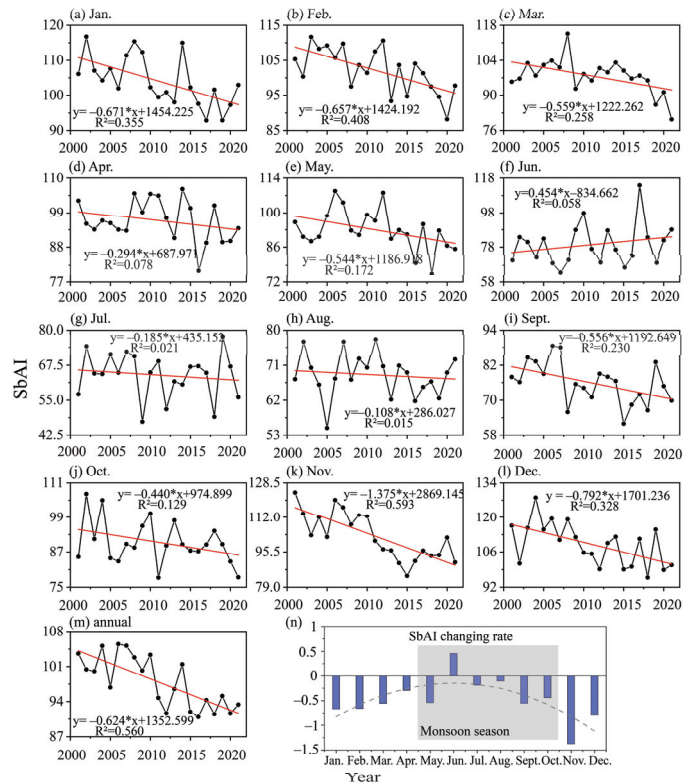 (a) Jan.
120
110
100
90
y= −0.671*x+1454.225
R²=0.355
2000 2005 2010 2015 2020
(b) Feb.
115
105
95
85
y= −0.657*x+1424.192
R²=0.408
2000 2005 2010 2015 2020
(c) Mar.
118
104
90
76
y= −0.559*x+1222.262
R²=0.258
2000 2005 2010 2015 2020
(d) Apr.
110
99
88
77
y= −0.294*x+687.971
R²=0.078
2000 2005 2010 2015 2020
(e) May.
114
100
86
72
y= −0.544*x+1186.918
R²=0.172
2000 2005 2010 2015 2020
(f) Jun.
118
98
78
58
y=0.454*x−834.662
R²=0.058
2000 2005 2010 2015 2020
SbAI
(g) Jul.
80.0
67.5
55.0
42.5
y= −0.185*x+435.152
R²=0.021
2000 2005 2010 2015 2020
(h) Aug.
80
71
62
53
y= −0.108*x+286.027
R²=0.015
2000 2005 2010 2015 2020
(i) Sept.
94
82
70
58
y= −0.556*x+1192.649
R²=0.230
2000 2005 2010 2015 2020
(j) Oct.
111
99
87
75
y= −0.440*x+974.899
R²=0.129
2000 2005 2010 2015 2020
(k) Nov.
128.5
112.0
95.5
79.0
y= −1.375*x+2869.145
R²=0.593
2000 2005 2010 2015 2020
(l) Dec.
134
120
106
92
y= −0.792*x+1701.236
R²=0.328
2000 2005 2010 2015 2020
(m) annual
108
101
94
87
y= −0.624*x+1352.599
R²=0.560
2000 2005 2010 2015 2020
(n)
1
0.5
0
−0.5
−1
−1.5
SbAI changing rate
Monsoon season
Jan. Feb. Mar. Apr. May. Jun. Jul. Aug. Sept. Oct. Nov. Dec.
Year